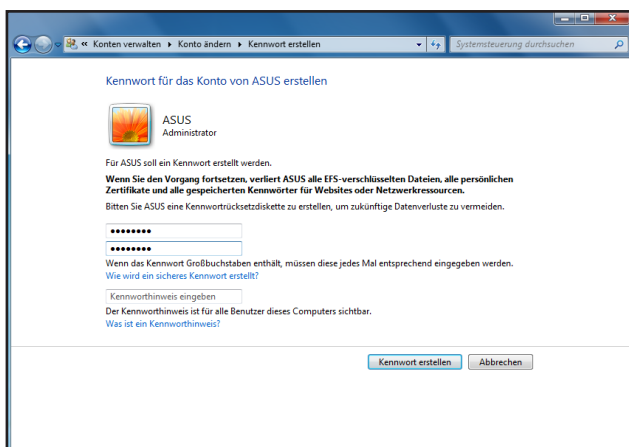 « Konten verwalten ▸ Konto ändern ▸ Kennwort erstellen
Systemsteuerung durchsuchen
Kennwort für das Konto von ASUS erstellen
ASUS
Administrator
Für ASUS soll ein Kennwort erstellt werden.
Wenn Sie den Vorgang fortsetzen, verliert ASUS alle EFS-verschlüsselten Dateien, alle persönlichen
Zertifikate und alle gespeicherten Kennwörter für Websites oder Netzwerkressourcen.
Bitten Sie ASUS eine Kennwortrücksetzdiskette zu erstellen, um zukünftige Datenverluste zu vermeiden.
••••••••
••••••••
Wenn das Kennwort Großbuchstaben enthält, müssen diese jedes Mal entsprechend eingegeben werden.
Wie wird ein sicheres Kennwort erstellt?
Kennworthinweis eingeben
Der Kennworthinweis ist für alle Benutzer dieses Computers sichtbar.
Was ist ein Kennworthinweis?
Kennwort erstellen
Abbrechen